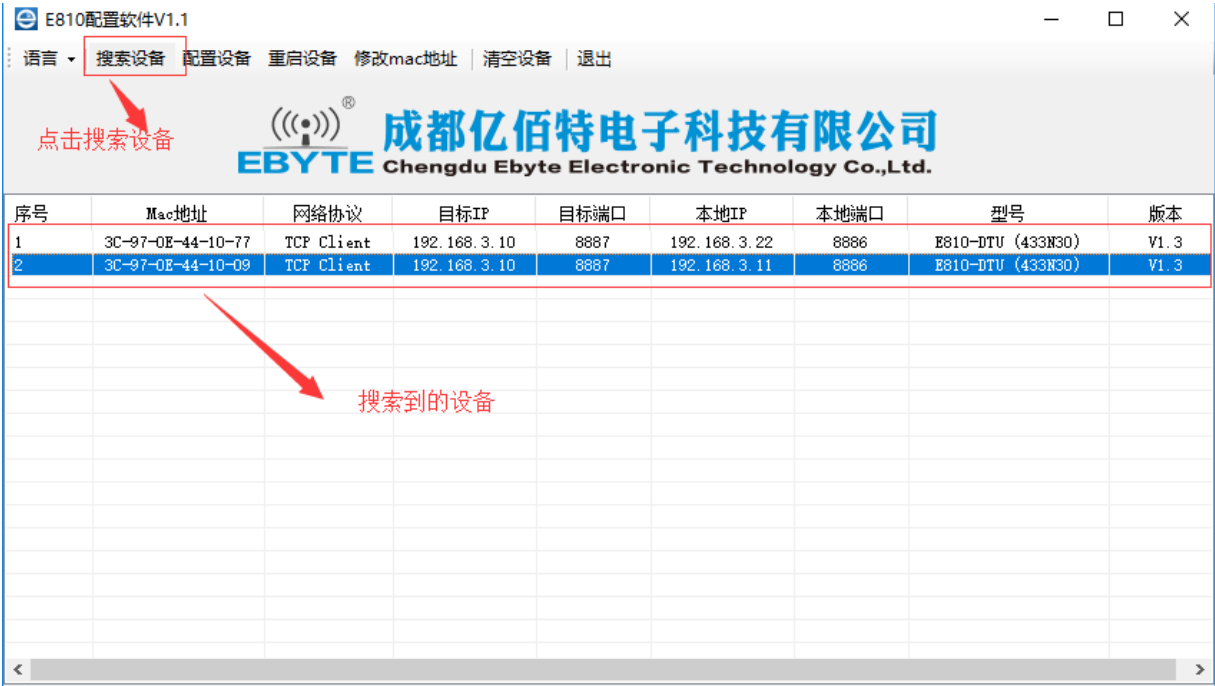 E810配置软件V1.1
语言 搜索设备 配置设备 重启设备 修改mac地址 清空设备 退出
点击搜索设备
EBYTE ®
成都亿佰特电子科技有限公司
Chengdu Ebyte Electronic Technology Co.,Ltd.
序号 Mac地址 网络协议 目标IP 目标端口 本地IP 本地端口 型号 版本
1 3C-97-0E-44-10-77 TCP Client 192.168.3.10 8887 192.168.3.22 8886 E810-DTU (433N30) V1.3
2 3C-97-0E-44-10-09 TCP Client 192.168.3.10 8887 192.168.3.11 8886 E810-DTU (433N30) V1.3
搜索到的设备